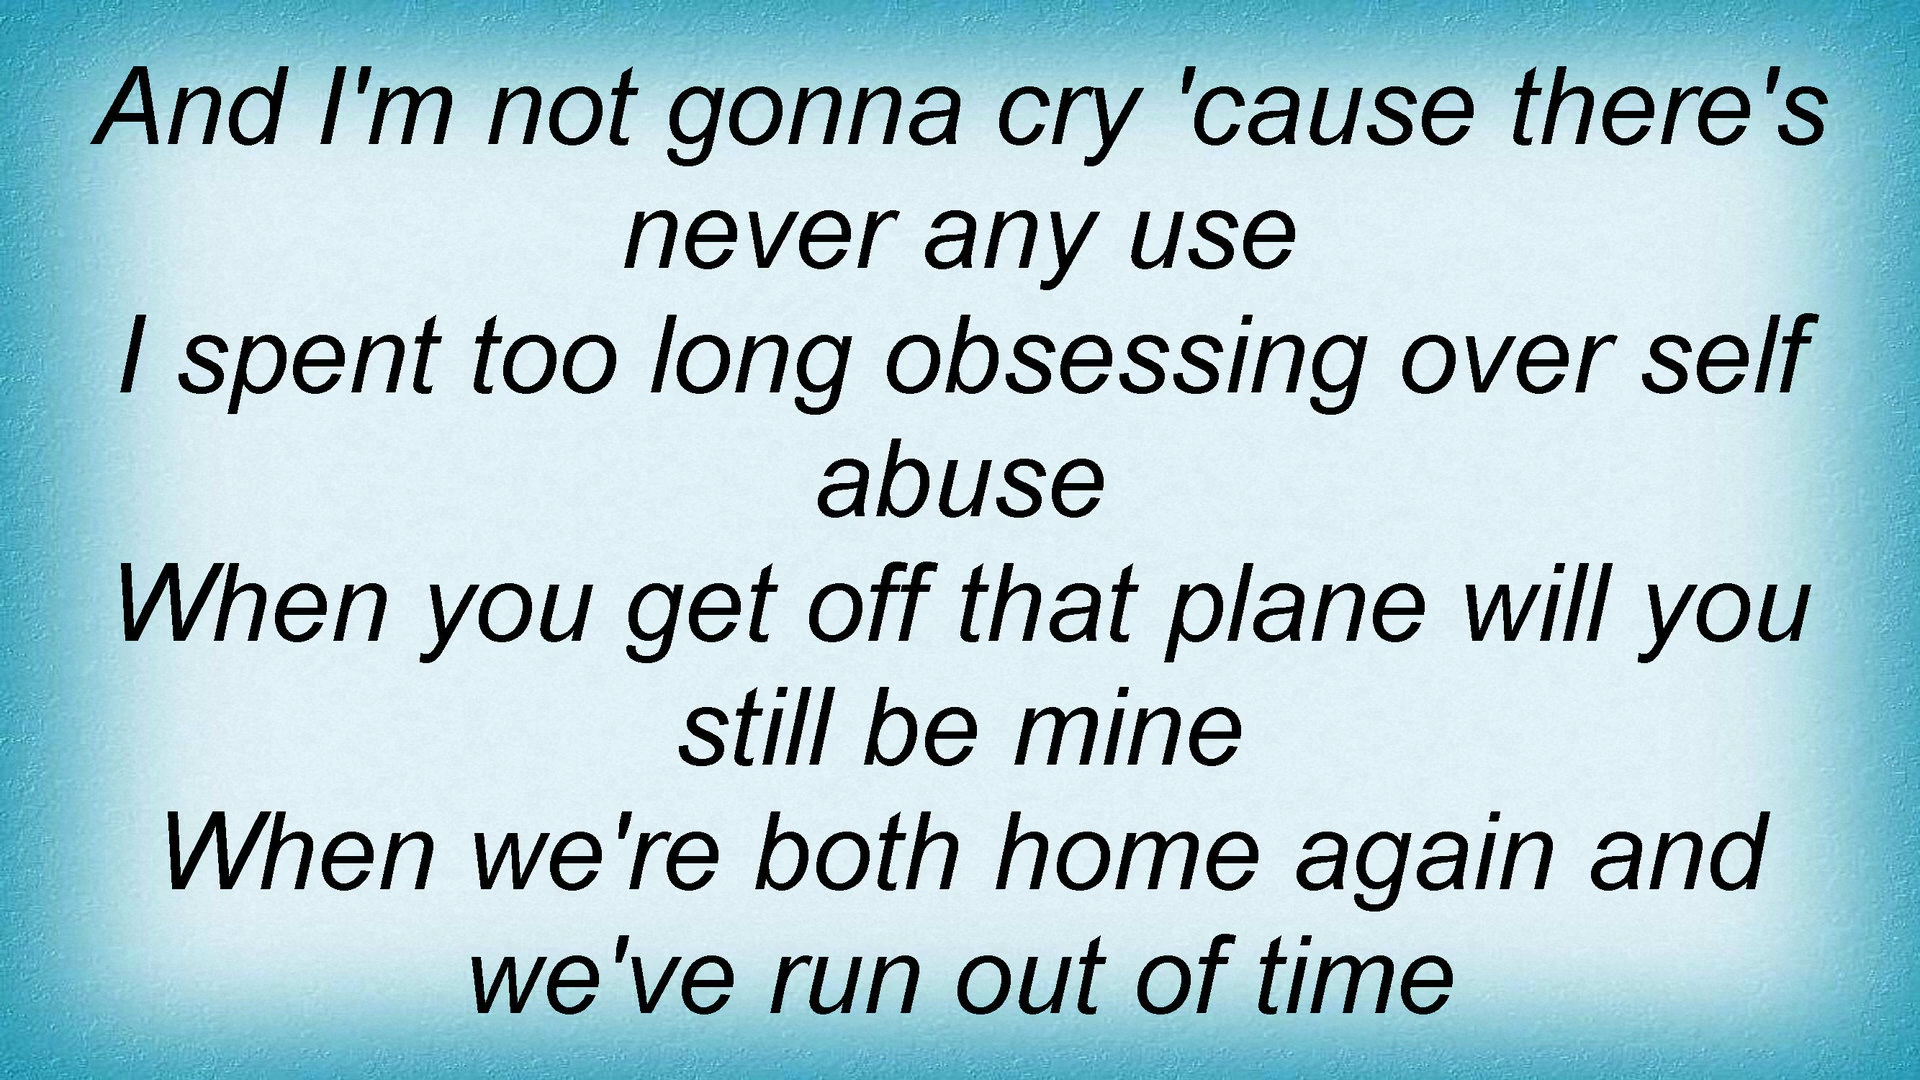 And I'm not gonna cry 'cause there's
never any use
I spent too long obsessing over self
abuse
When you get off that plane will you
still be mine
When we're both home again and
we've run out of time